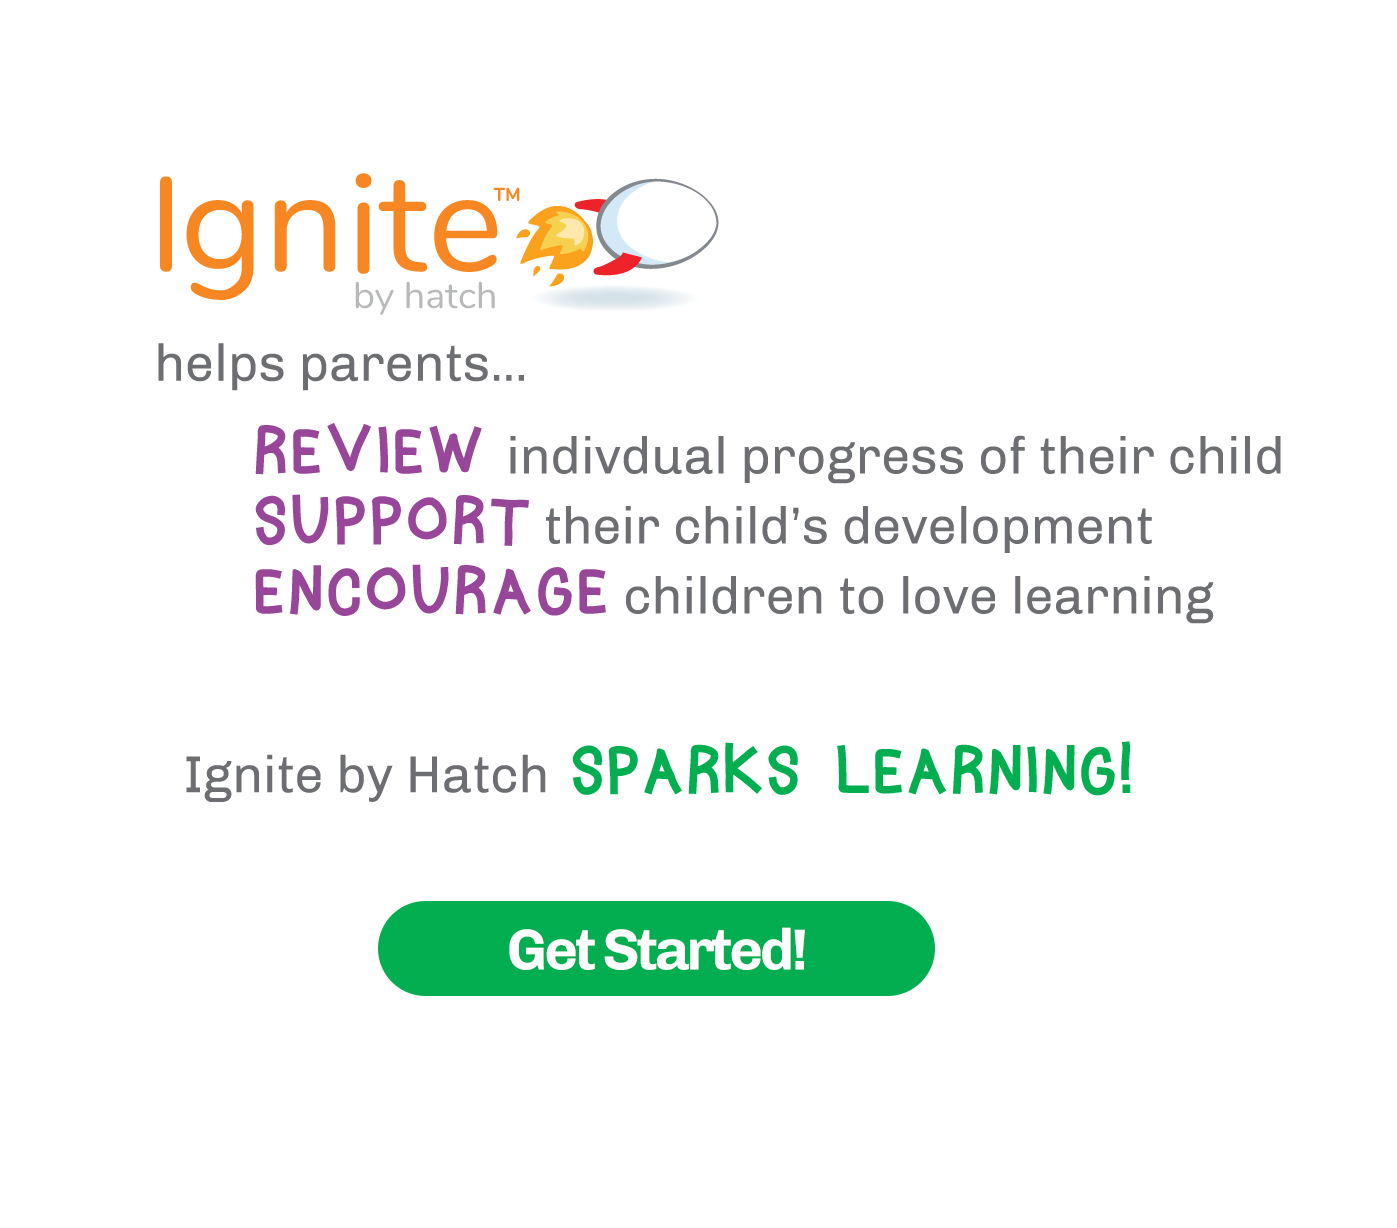 Ignite™
by hatch
helps parents...
REVIEW indivdual progress of their child
SUPPORT their child's development
ENCOURAGE children to love learning
Ignite by Hatch SPARKS LEARNING!
Get Started!